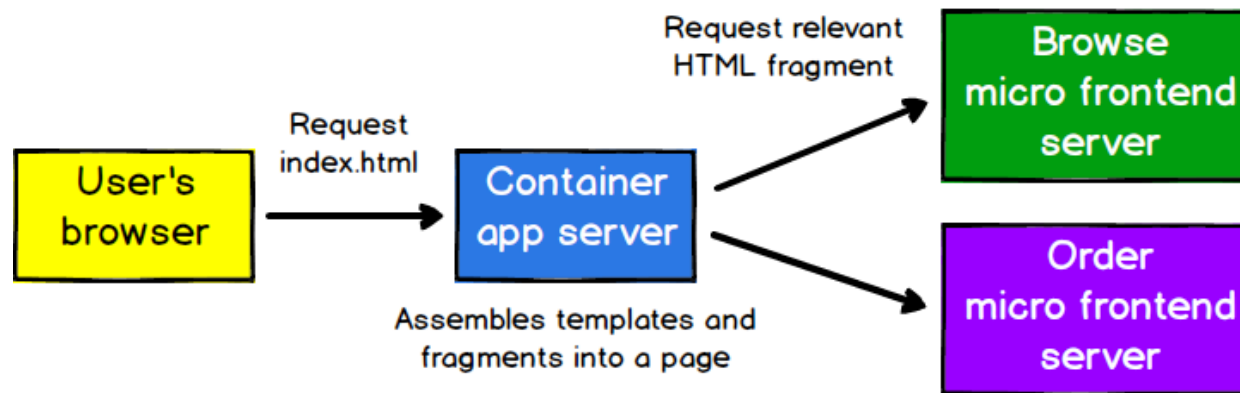 User's
browser
Request
index.html
Container
app server
Assembles templates and
fragments into a page
Request relevant
HTML fragment
Browse
micro frontend
server
Order
micro frontend
server